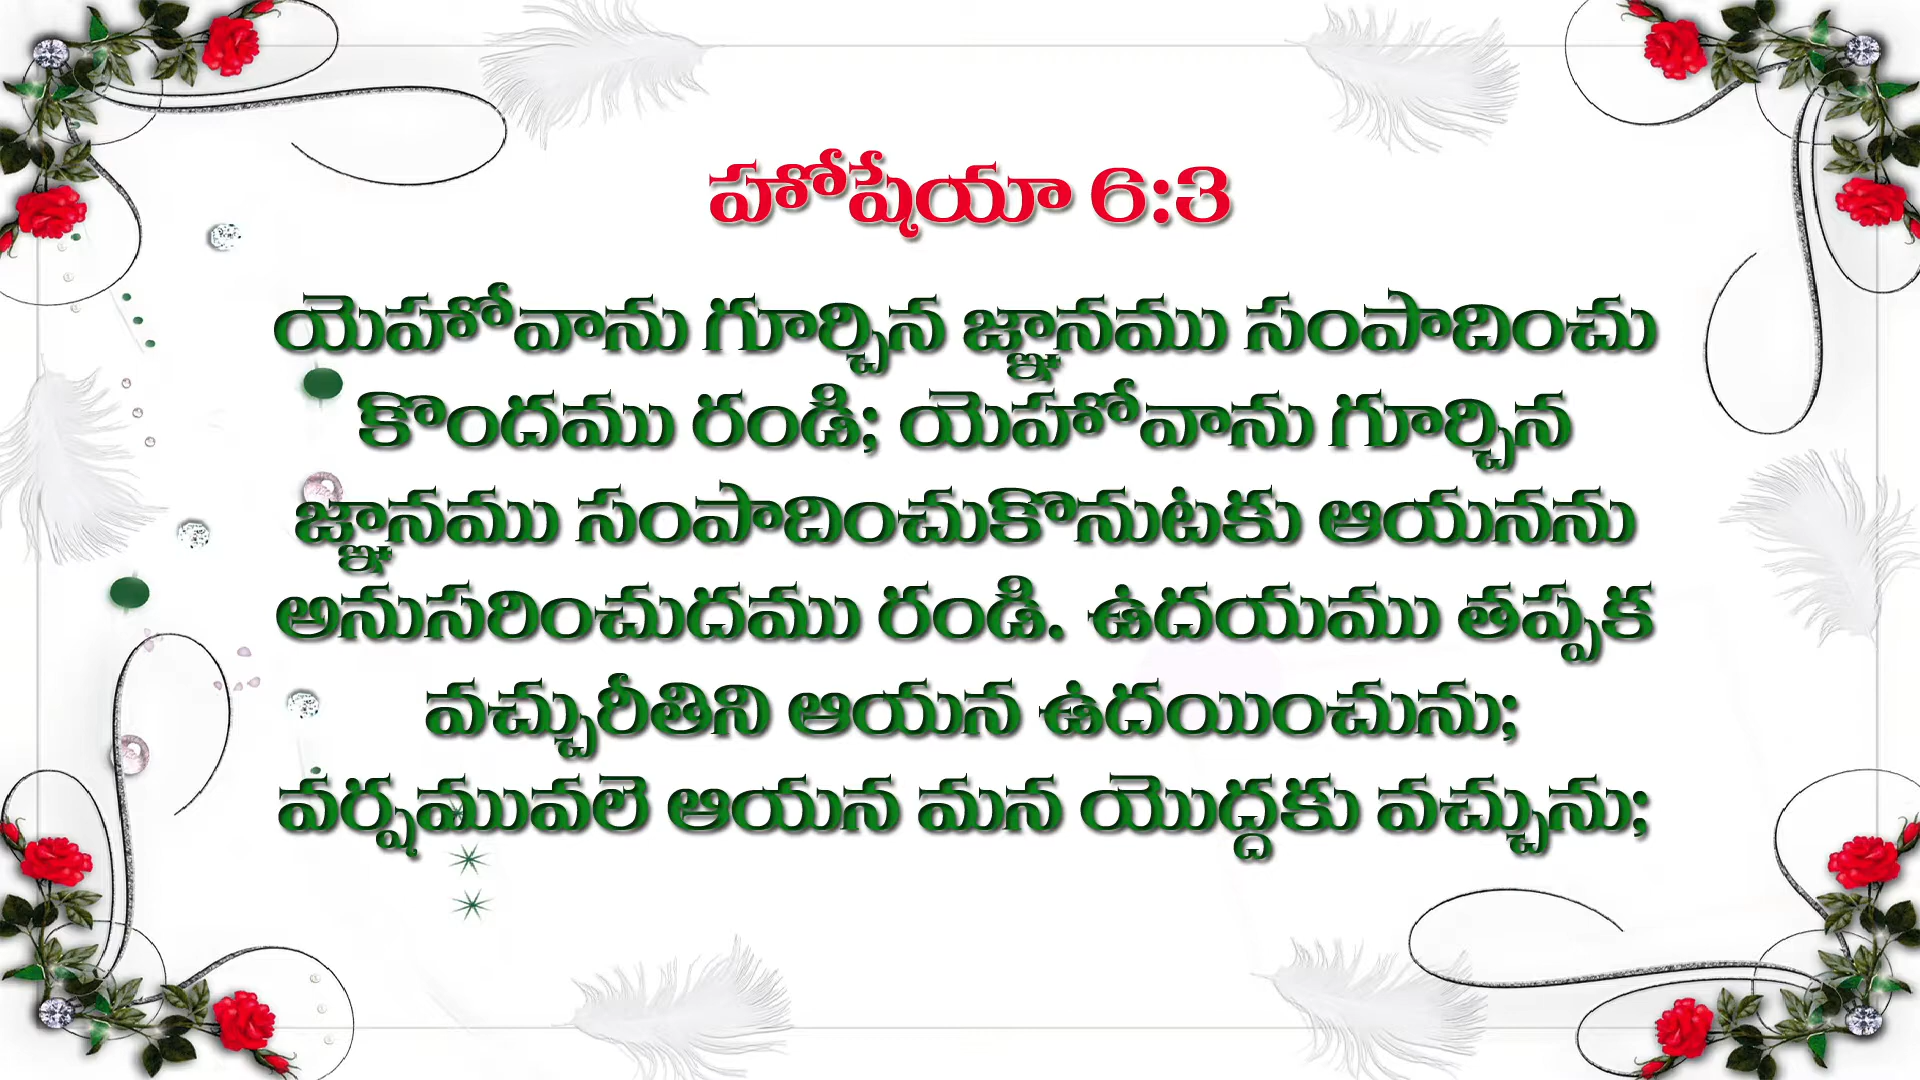 హోషేయా 6:3
యెహోవాను గూర్చిన జ్ఞానము సంపాదించు
కొందము రండి; యెహోవాను గూర్చిన
జ్ఞానము సంపాదించుకొనుటకు ఆయనను
అనుసరించుదము రండి. ఉదయము తప్పక
వచ్చురీతిని ఆయన ఉదయించును;
వర్షమువలె ఆయన మన యొద్దకు వచ్చును;